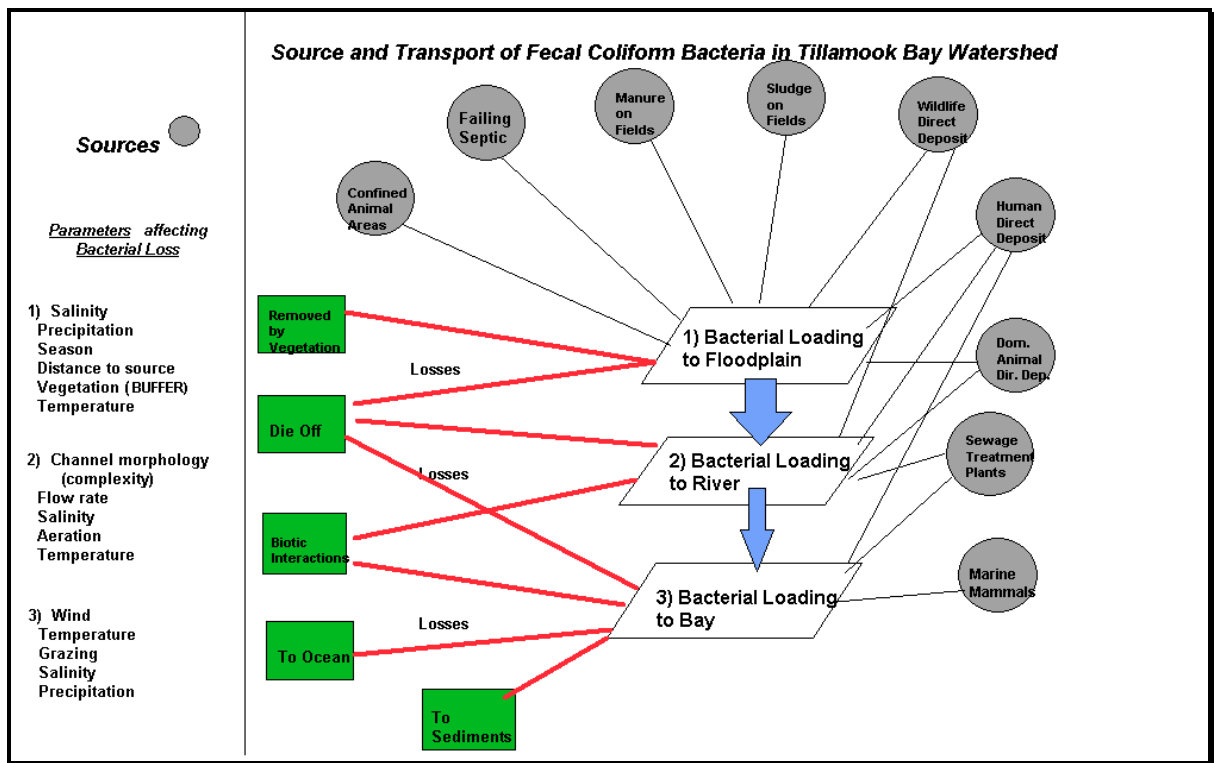 Source and Transport of Fecal Coliform Bacteria in Tillamook Bay Watershed
Sources
Parameters affecting
Bacterial Loss
1) Salinity
Precipitation
Season
Distance to source
Vegetation (BUFFER)
Temperature
2) Channel morphology
(complexity)
Flow rate
Salinity
Aeration
Temperature
3) Wind
Temperature
Grazing
Salinity
Precipitation
Confined
Animal
Areas
Failing
Septic
Manure
on
Fields
Sludge
on
Fields
Wildlife
Direct
Deposit
Human
Direct
Deposit
Dom.
Animal
Dir. Dep.
Sewage
Treatment
Plants
Marine
Mammals
Removed
by
Vegetation
Die Off
Biotic
Interactions
To Ocean
To
Sediments
Losses
Losses
Losses
1) Bacterial Loading
to Floodplain
2) Bacterial Loading
to River
3) Bacterial Loading
to Bay